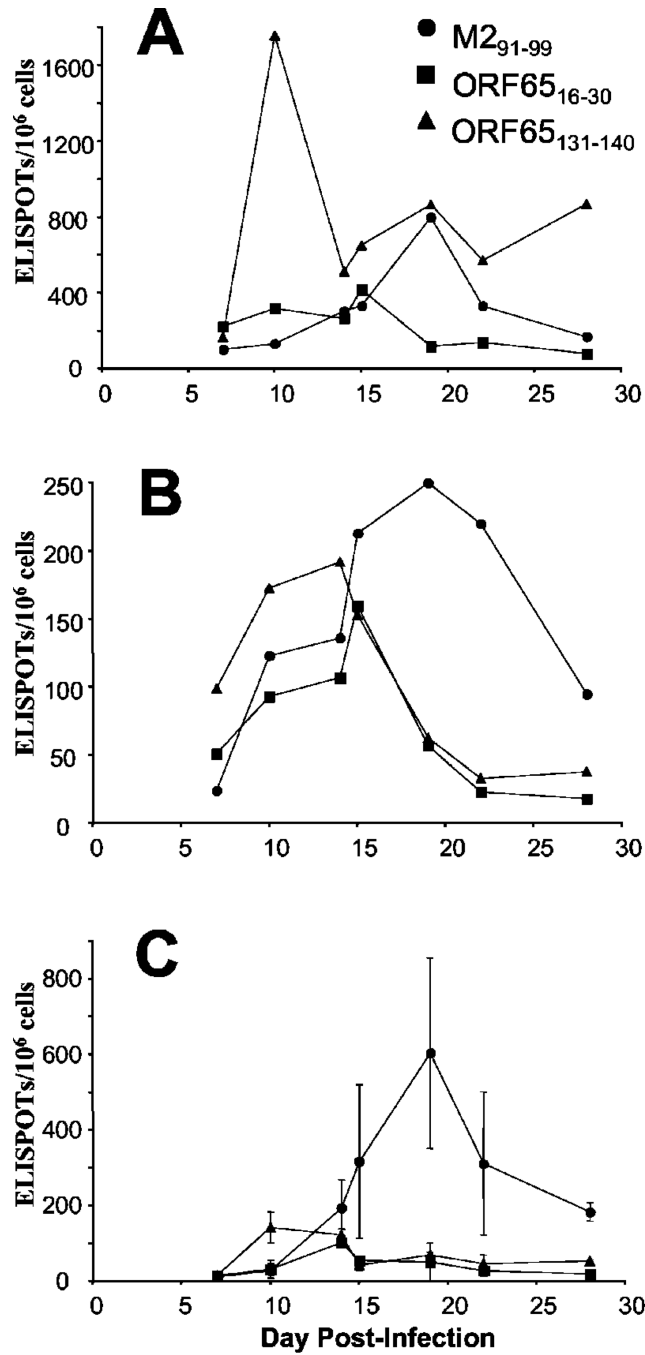 A
M2₉₁₋₉₉
ORF65₁₆₋₃₀
ORF65₁₃₁₋₁₄₀
ELISPOTs/10⁶ cells
1600
1200
800
400
0
0 5 10 15 20 25 30
B
ELISPOTs/10⁶ cells
250
200
150
100
50
0
0 5 10 15 20 25 30
C
ELISPOTs/10⁶ cells
800
600
400
200
0
0 5 10 15 20 25 30
Day Post-Infection